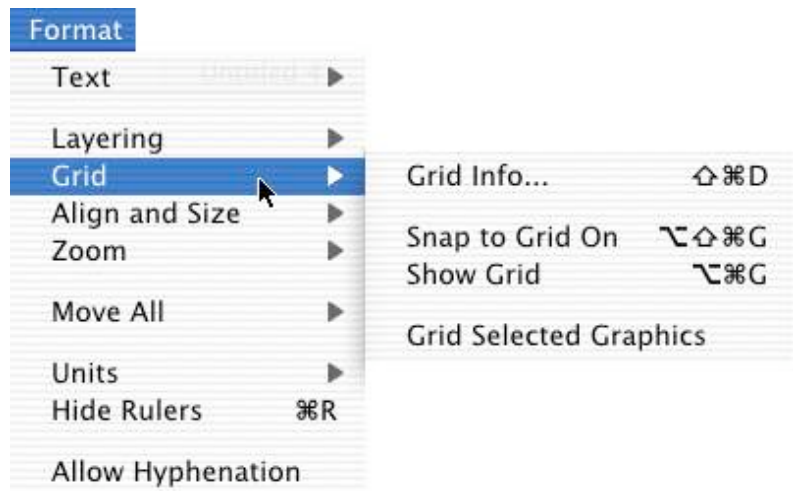 Format
Text
Layering
Grid
Align and Size
Zoom
Move All
Units
Hide Rulers ⌘R
Allow Hyphenation
Grid Info... ⇧⌘D
Snap to Grid On ⌥⇧⌘G
Show Grid ⌥⌘G
Grid Selected Graphics